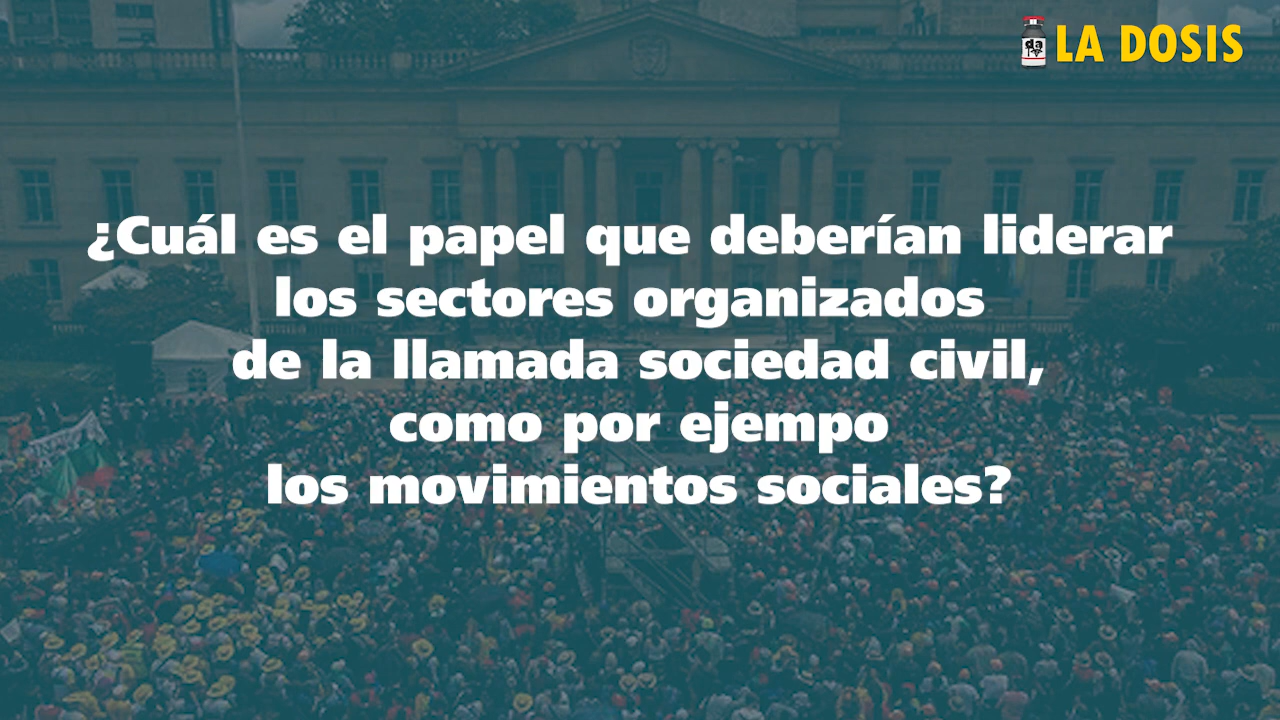 LA DOSIS
¿Cuál es el papel que deberían liderar
los sectores organizados
de la llamada sociedad civil,
como por ejempo
los movimientos sociales?